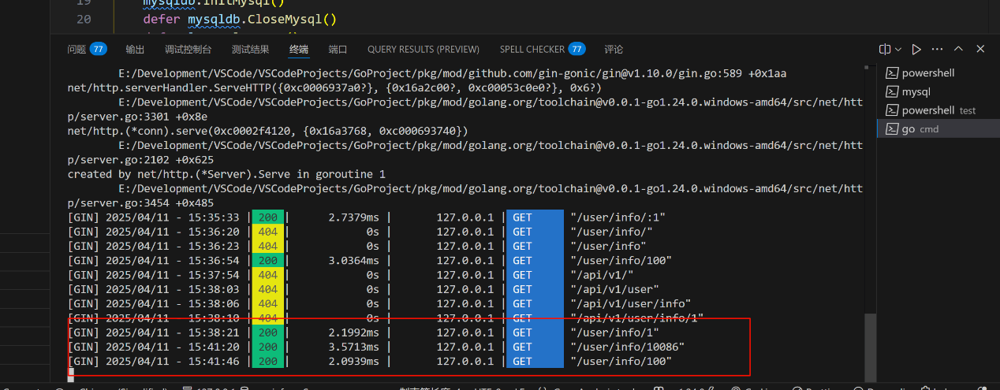 19 mysqldb.InitMysql()
20 defer mysqldb.CloseMysql()
问题 77 输出 调试控制台 测试结果 终端 端口 QUERY RESULTS (PREVIEW) SPELL CHECKER 77 评论
E:/Development/VSCode/VSCodeProjects/GoProject/pkg/mod/github.com/gin-gonic/gin@v1.10.0/gin.go:589 +0x1aa
net/http.serverHandler.ServeHTTP({0xc0006937a0?}, {0x16a2c00?, 0xc00053c0e0?}, 0x6?)
E:/Development/VSCode/VSCodeProjects/GoProject/pkg/mod/golang.org/toolchain@v0.0.1-go1.24.0.windows-amd64/src/net/htt
p/server.go:3301 +0x8e
net/http.(*conn).serve(0xc0002f4120, {0x16a3768, 0xc000693740})
E:/Development/VSCode/VSCodeProjects/GoProject/pkg/mod/golang.org/toolchain@v0.0.1-go1.24.0.windows-amd64/src/net/htt
p/server.go:2102 +0x625
created by net/http.(*Server).Serve in goroutine 1
E:/Development/VSCode/VSCodeProjects/GoProject/pkg/mod/golang.org/toolchain@v0.0.1-go1.24.0.windows-amd64/src/net/htt
p/server.go:3454 +0x485
[GIN] 2025/04/11 - 15:35:33 | 200 | 2.7379ms | 127.0.0.1 | GET "/user/info/:1"
[GIN] 2025/04/11 - 15:36:20 | 404 | 0s | 127.0.0.1 | GET "/user/info/"
[GIN] 2025/04/11 - 15:36:23 | 404 | 0s | 127.0.0.1 | GET "/user/info"
[GIN] 2025/04/11 - 15:36:54 | 200 | 3.0364ms | 127.0.0.1 | GET "/user/info/100"
[GIN] 2025/04/11 - 15:37:54 | 404 | 0s | 127.0.0.1 | GET "/api/v1/"
[GIN] 2025/04/11 - 15:38:03 | 404 | 0s | 127.0.0.1 | GET "/api/v1/user"
[GIN] 2025/04/11 - 15:38:06 | 404 | 0s | 127.0.0.1 | GET "/api/v1/user/info"
[GIN] 2025/04/11 - 15:38:10 | 404 | 0s | 127.0.0.1 | GET "/api/v1/user/info/1"
[GIN] 2025/04/11 - 15:38:21 | 200 | 2.1992ms | 127.0.0.1 | GET "/user/info/1"
[GIN] 2025/04/11 - 15:41:20 | 200 | 3.5713ms | 127.0.0.1 | GET "/user/info/10086"
[GIN] 2025/04/11 - 15:41:46 | 200 | 2.0939ms | 127.0.0.1 | GET "/user/info/100"
powershell
mysql
powershell test
go cmd